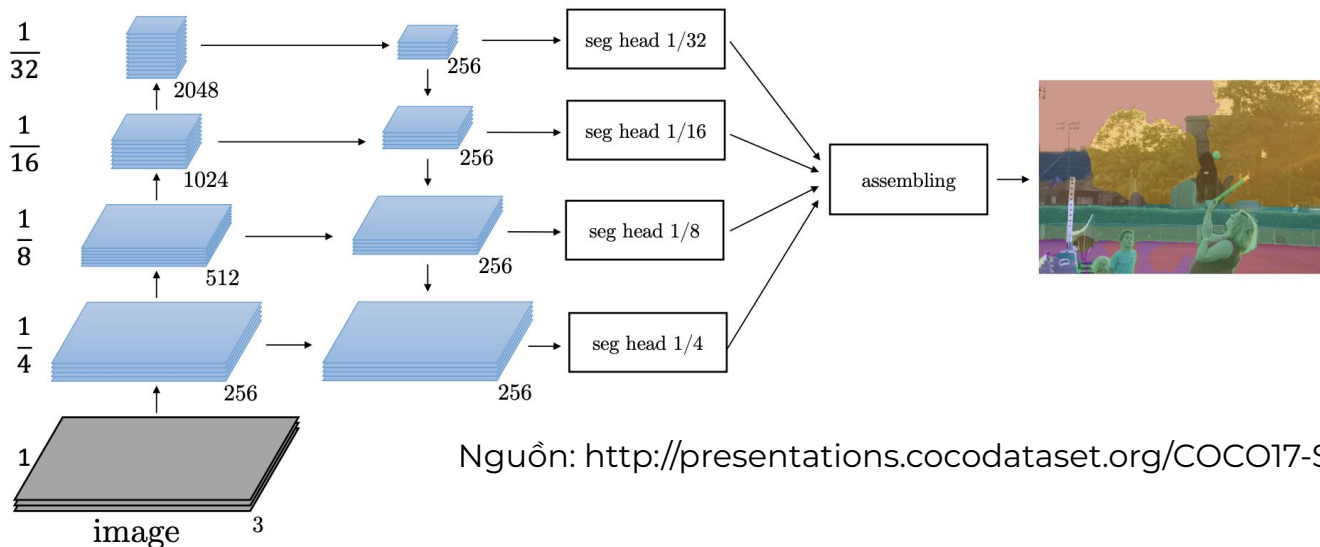 1/32
2048
256
seg head 1/32
1/16
1024
256
seg head 1/16
assembling
1/8
512
256
seg head 1/8
1/4
256
256
seg head 1/4
1
3
image
Nguồn: http://presentations.cocodataset.org/COCO17-S